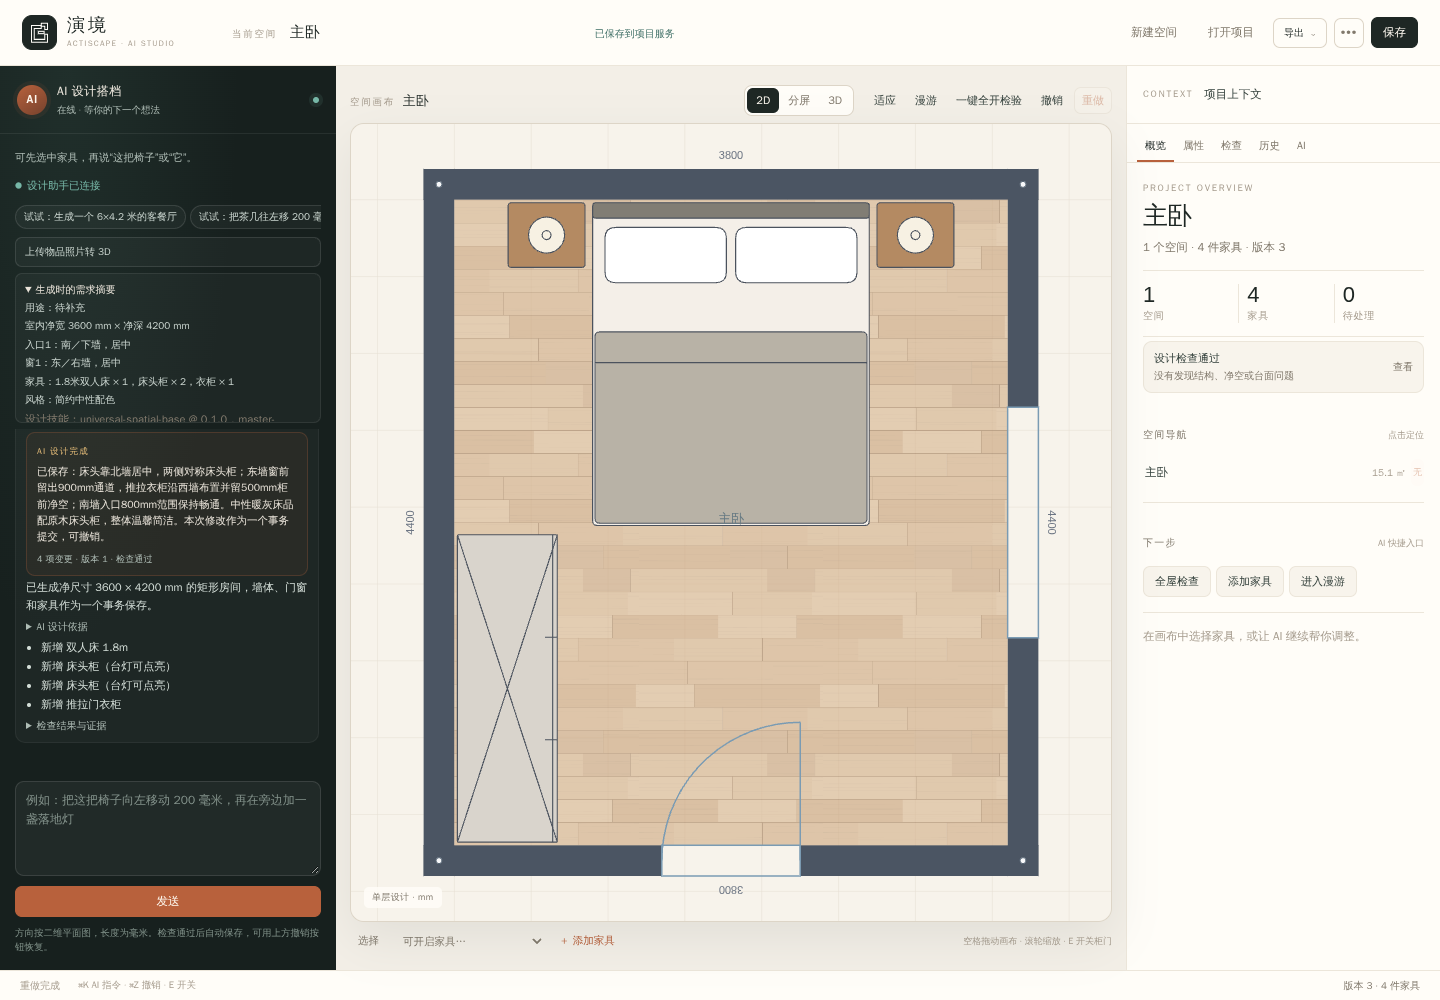 演境
ACTISCAPE · AI STUDIO
当前空间 主卧
已保存到项目服务
新建空间
打开项目
导出
•••
保存
AI
AI 设计搭档
在线 · 等你的下一个想法
可先选中家具，再说“这把椅子”或“它”。
设计助手已连接
试试：生成一个 6×4.2 米的客餐厅
试试：把茶几往左移 200 毫
上传物品照片转 3D
▼ 生成时的需求摘要
用途：待补充
室内净宽 3600 mm × 净深 4200 mm
入口1：南／下墙，居中
窗1：东／右墙，居中
家具：1.8米双人床 × 1，床头柜 × 2，衣柜 × 1
风格：简约中性配色
设计技能：universal-spatial-base @ 0.1.0，master-
AI 设计完成
已保存：床头靠北墙居中，两侧对称床头柜；东墙窗前
留出900mm通道，推拉衣柜沿西墙布置并留500mm柜
前净空；南墙入口800mm范围保持畅通。中性暖灰床品
配原木床头柜，整体温馨简洁。本次修改作为一个事务
提交，可撤销。
4 项变更 · 版本 1 · 检查通过
已生成净尺寸 3600 × 4200 mm 的矩形房间，墙体、门窗
和家具作为一个事务保存。
▶ AI 设计依据
• 新增 双人床 1.8m
• 新增 床头柜（台灯可点亮）
• 新增 床头柜（台灯可点亮）
• 新增 推拉门衣柜
▶ 检查结果与证据
例如：把这把椅子向左移动 200 毫米，再在旁边加一
盏落地灯
发送
方向按二维平面图，长度为毫米。检查通过后自动保存，可用上方撤销按
钮恢复。
空间画布 主卧
2D 分屏 3D
适应 漫游 一键全开检验 撤销 重做
3800
4400
主卧
4400
3800
单层设计 · mm
选择
可开启家具…
+ 添加家具
空格拖动画布 · 滚轮缩放 · E 开关柜门
CONTEXT 项目上下文
概览 属性 检查 历史 AI
PROJECT OVERVIEW
主卧
1 个空间 · 4 件家具 · 版本 3
1 4 0
空间 家具 待处理
设计检查通过
没有发现结构、净空或台面问题
查看
空间导航 点击定位
主卧 15.1 ㎡ 无
下一步 AI 快捷入口
全屋检查 添加家具 进入漫游
在画布中选择家具，或让 AI 继续帮你调整。
重做完成 ⌘K AI 指令 · ⌘Z 撤销 · E 开关
版本 3 · 4 件家具